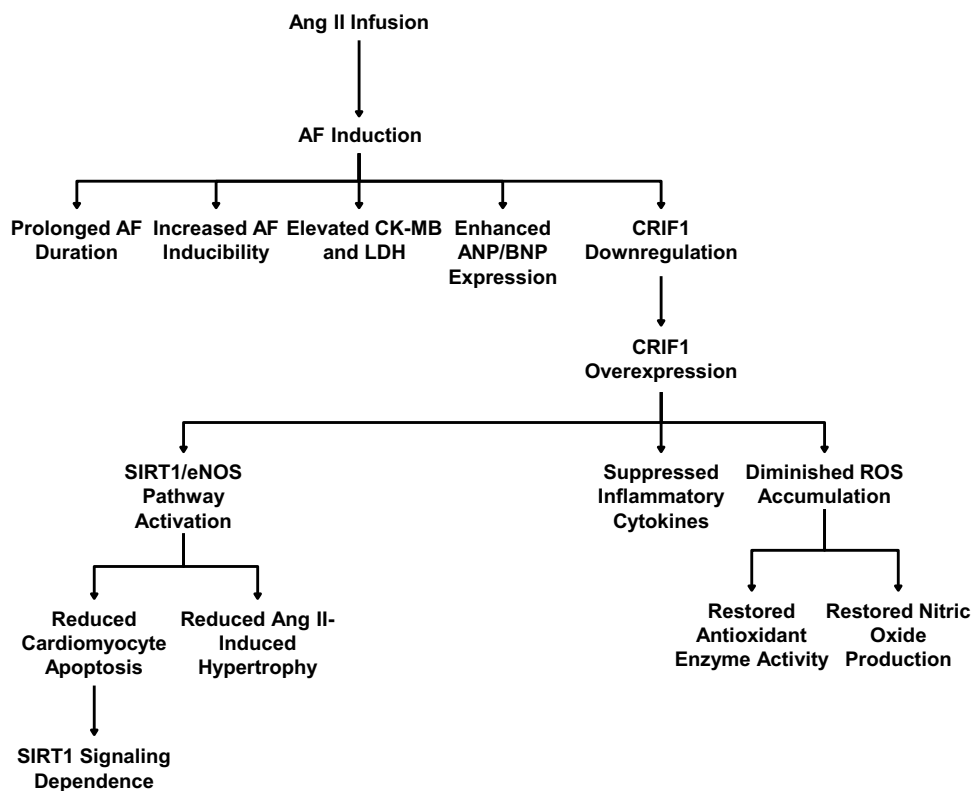 Ang II Infusion
AF Induction
Prolonged AF
Duration
Increased AF
Inducibility
Elevated CK-MB
and LDH
Enhanced
ANP/BNP
Expression
CRIF1
Downregulation
CRIF1
Overexpression
SIRT1/eNOS
Pathway
Activation
Suppressed
Inflammatory
Cytokines
Diminished ROS
Accumulation
Reduced
Cardiomyocyte
Apoptosis
Reduced Ang II-
Induced
Hypertrophy
Restored
Antioxidant
Enzyme Activity
Restored Nitric
Oxide
Production
SIRT1 Signaling
Dependence